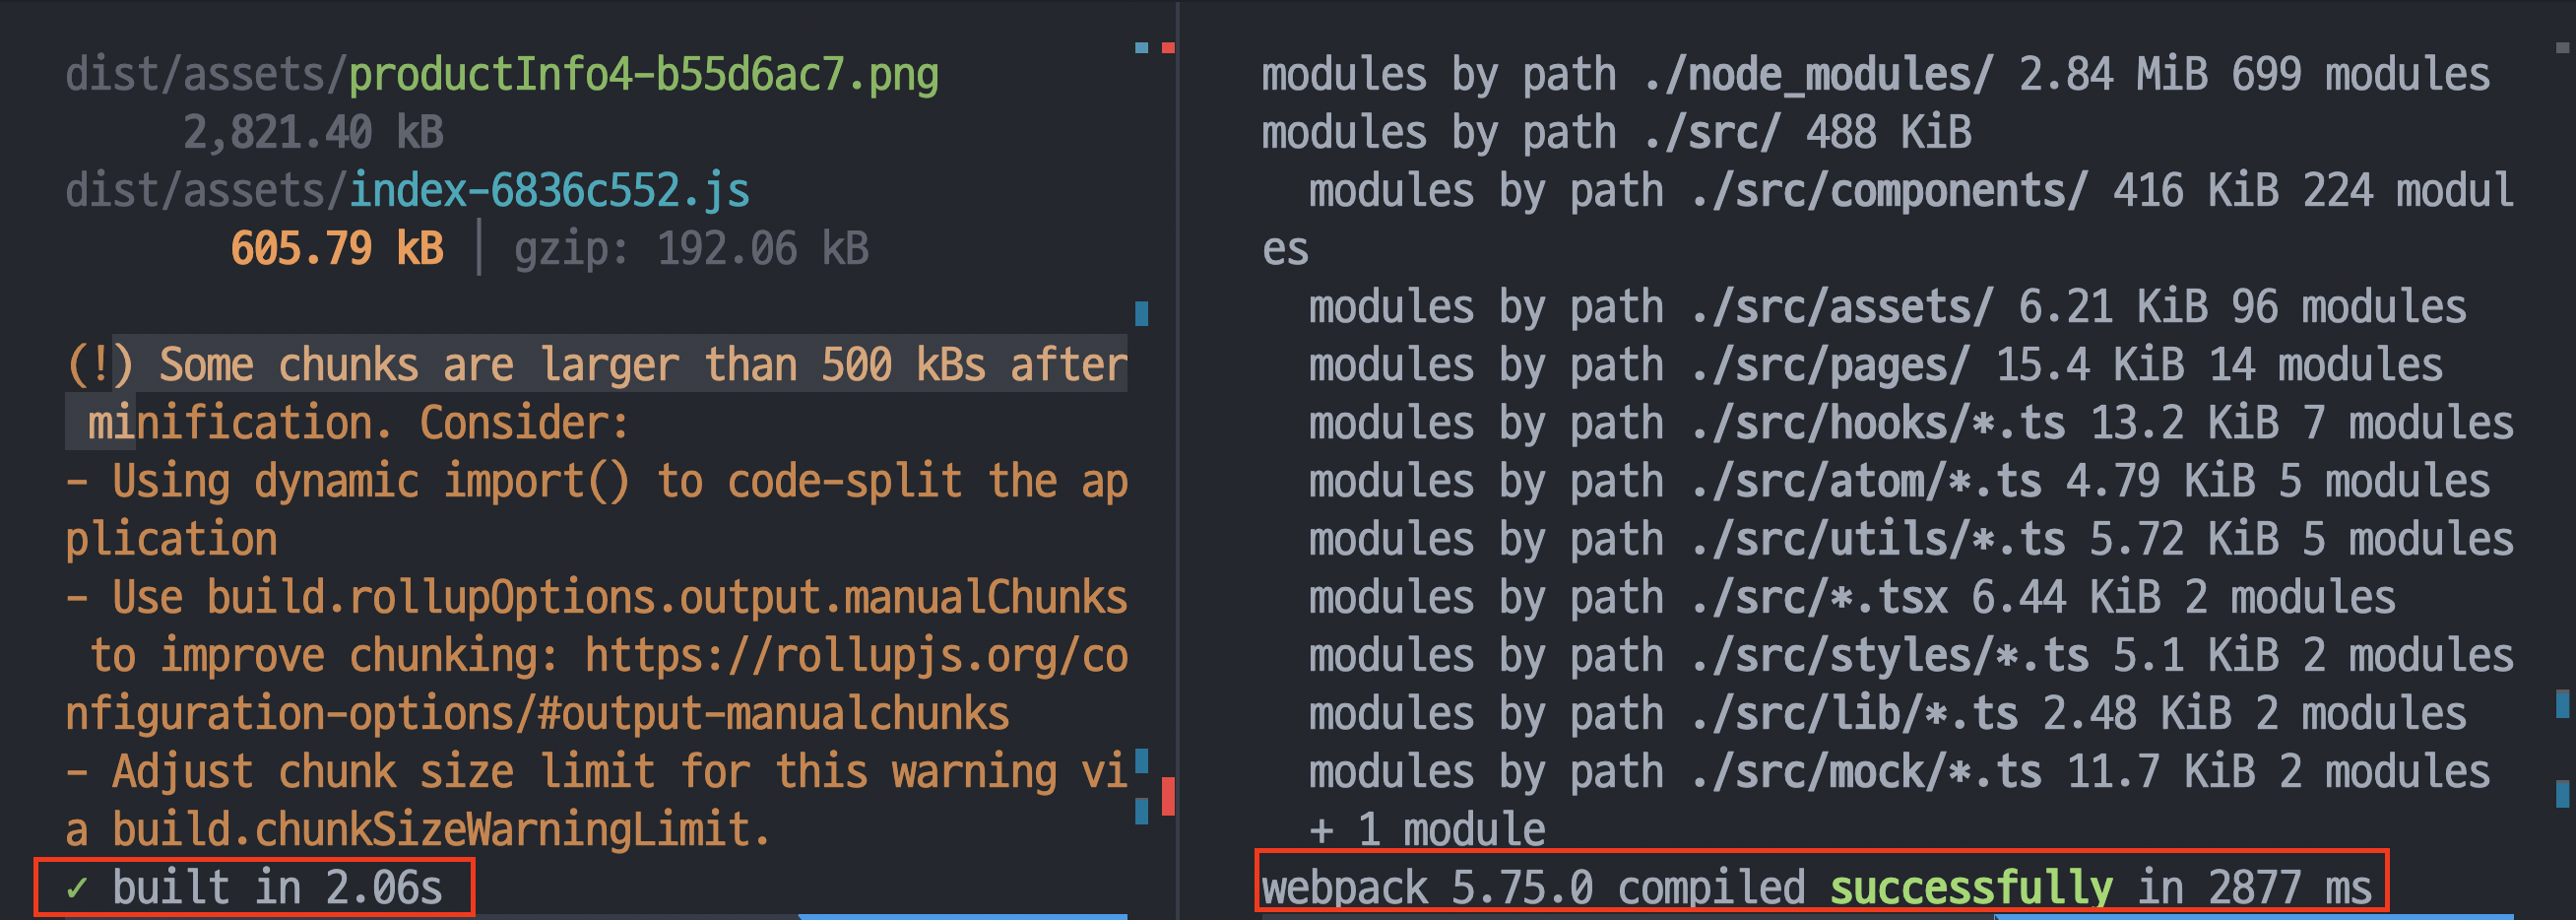 dist/assets/productInfo4-b55d6ac7.png
2,821.40 kB
dist/assets/index-6836c552.js
605.79 kB │ gzip: 192.06 kB
(!) Some chunks are larger than 500 kBs after
 minification. Consider:
- Using dynamic import() to code-split the ap
plication
- Use build.rollupOptions.output.manualChunks
 to improve chunking: https://rollupjs.org/co
nfiguration-options/#output-manualchunks
- Adjust chunk size limit for this warning vi
a build.chunkSizeWarningLimit.
✓ built in 2.06s
modules by path ./node_modules/ 2.84 MiB 699 modules
modules by path ./src/ 488 KiB
modules by path ./src/components/ 416 KiB 224 modul
es
modules by path ./src/assets/ 6.21 KiB 96 modules
modules by path ./src/pages/ 15.4 KiB 14 modules
modules by path ./src/hooks/*.ts 13.2 KiB 7 modules
modules by path ./src/atom/*.ts 4.79 KiB 5 modules
modules by path ./src/utils/*.ts 5.72 KiB 5 modules
modules by path ./src/*.tsx 6.44 KiB 2 modules
modules by path ./src/styles/*.ts 5.1 KiB 2 modules
modules by path ./src/lib/*.ts 2.48 KiB 2 modules
modules by path ./src/mock/*.ts 11.7 KiB 2 modules
+ 1 module
webpack 5.75.0 compiled successfully in 2877 ms